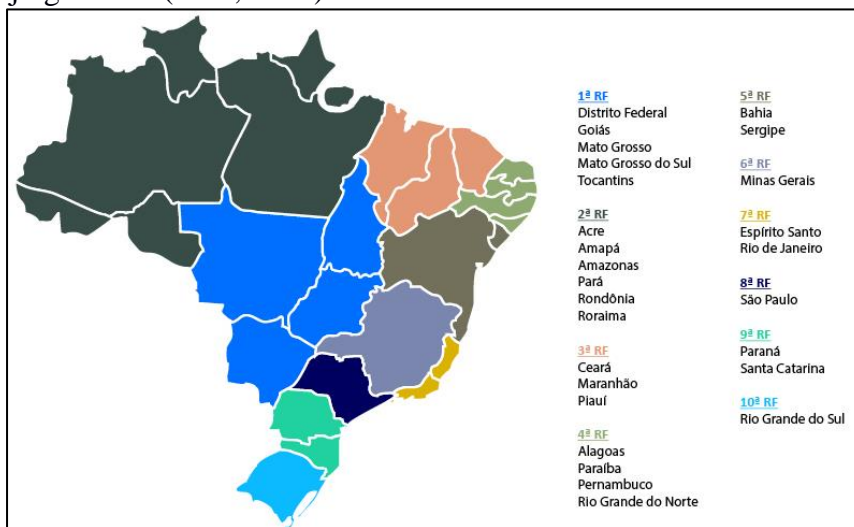 1ª RF
Distrito Federal
Goiás
Mato Grosso
Mato Grosso do Sul
Tocantins
2ª RF
Acre
Amapá
Amazonas
Pará
Rondônia
Roraima
3ª RF
Ceará
Maranhão
Piauí
4ª RF
Alagoas
Paraíba
Pernambuco
Rio Grande do Norte
5ª RF
Bahia
Sergipe
6ª RF
Minas Gerais
7ª RF
Espírito Santo
Rio de Janeiro
8ª RF
São Paulo
9ª RF
Paraná
Santa Catarina
10ª RF
Rio Grande do Sul